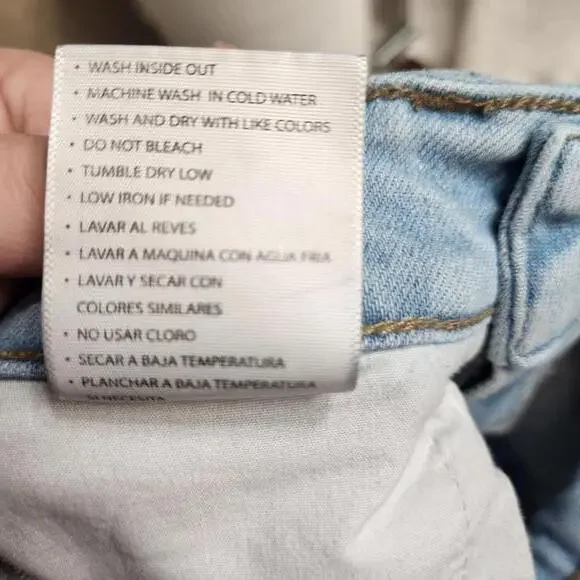 • WASH INSIDE OUT
• MACHINE WASH IN COLD WATER
• WASH AND DRY WITH LIKE COLORS
• DO NOT BLEACH
• TUMBLE DRY LOW
• LOW IRON IF NEEDED
• LAVAR AL REVES
• LAVAR A MAQUINA CON AGUA FRIA
• LAVAR Y SECAR CON
COLORES SIMILARES
• NO USAR CLORO
• SECAR A BAJA TEMPERATURA
• PLANCHAR A BAJA TEMPERATURA
SI NECESITA